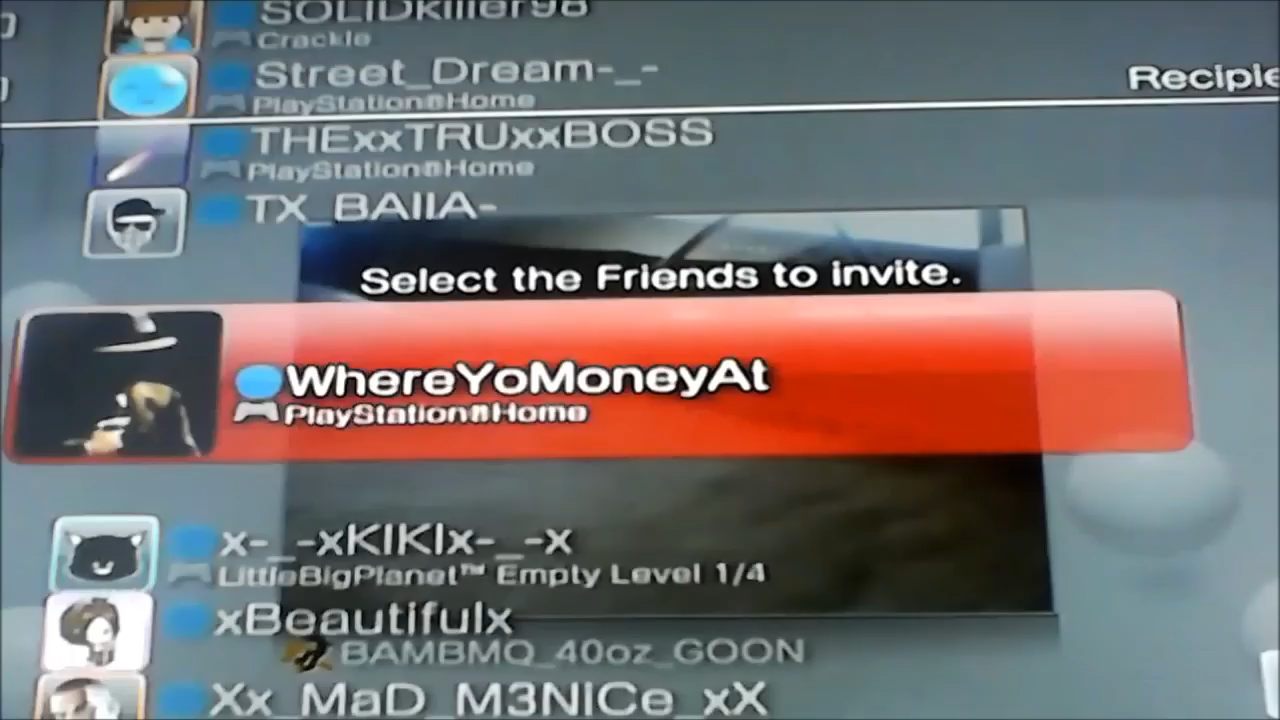 SOLIDkiller98
Crackle
Street_Dream-_-
PlayStation®Home
Recipie
THExxTRUxxBOSS
PlayStation®Home
TX_BAIIA-
Select the Friends to invite.
WhereYoMoneyAt
PlayStation®Home
x-_-xKIKIx-_-x
LittleBigPlanet™ Empty Level 1/4
xBeautifulx
BAMBMQ_40oz_GOON
Xx_MaD_M3NICe_xX